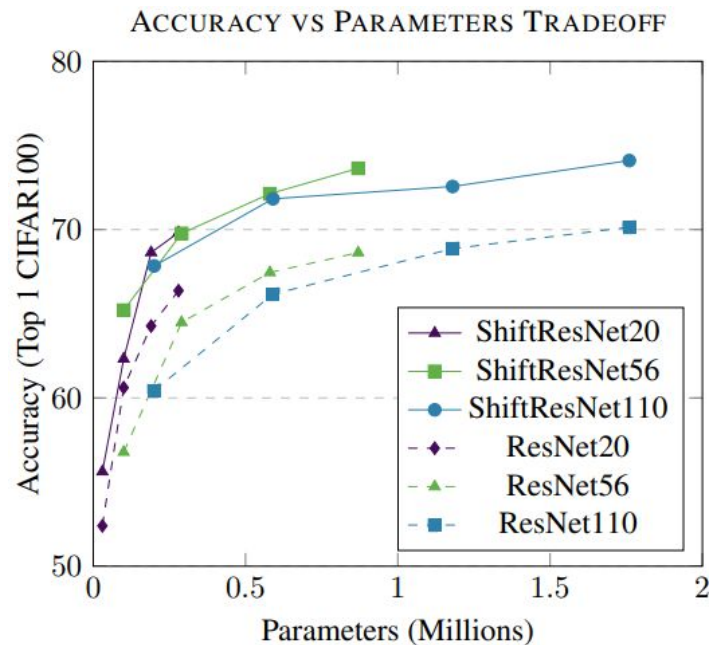 ACCURACY VS PARAMETERS TRADEOFF
80
70
60
50
Accuracy (Top 1 CIFAR100)
ShiftResNet20
ShiftResNet56
ShiftResNet110
ResNet20
ResNet56
ResNet110
0 0.5 1 1.5 2
Parameters (Millions)